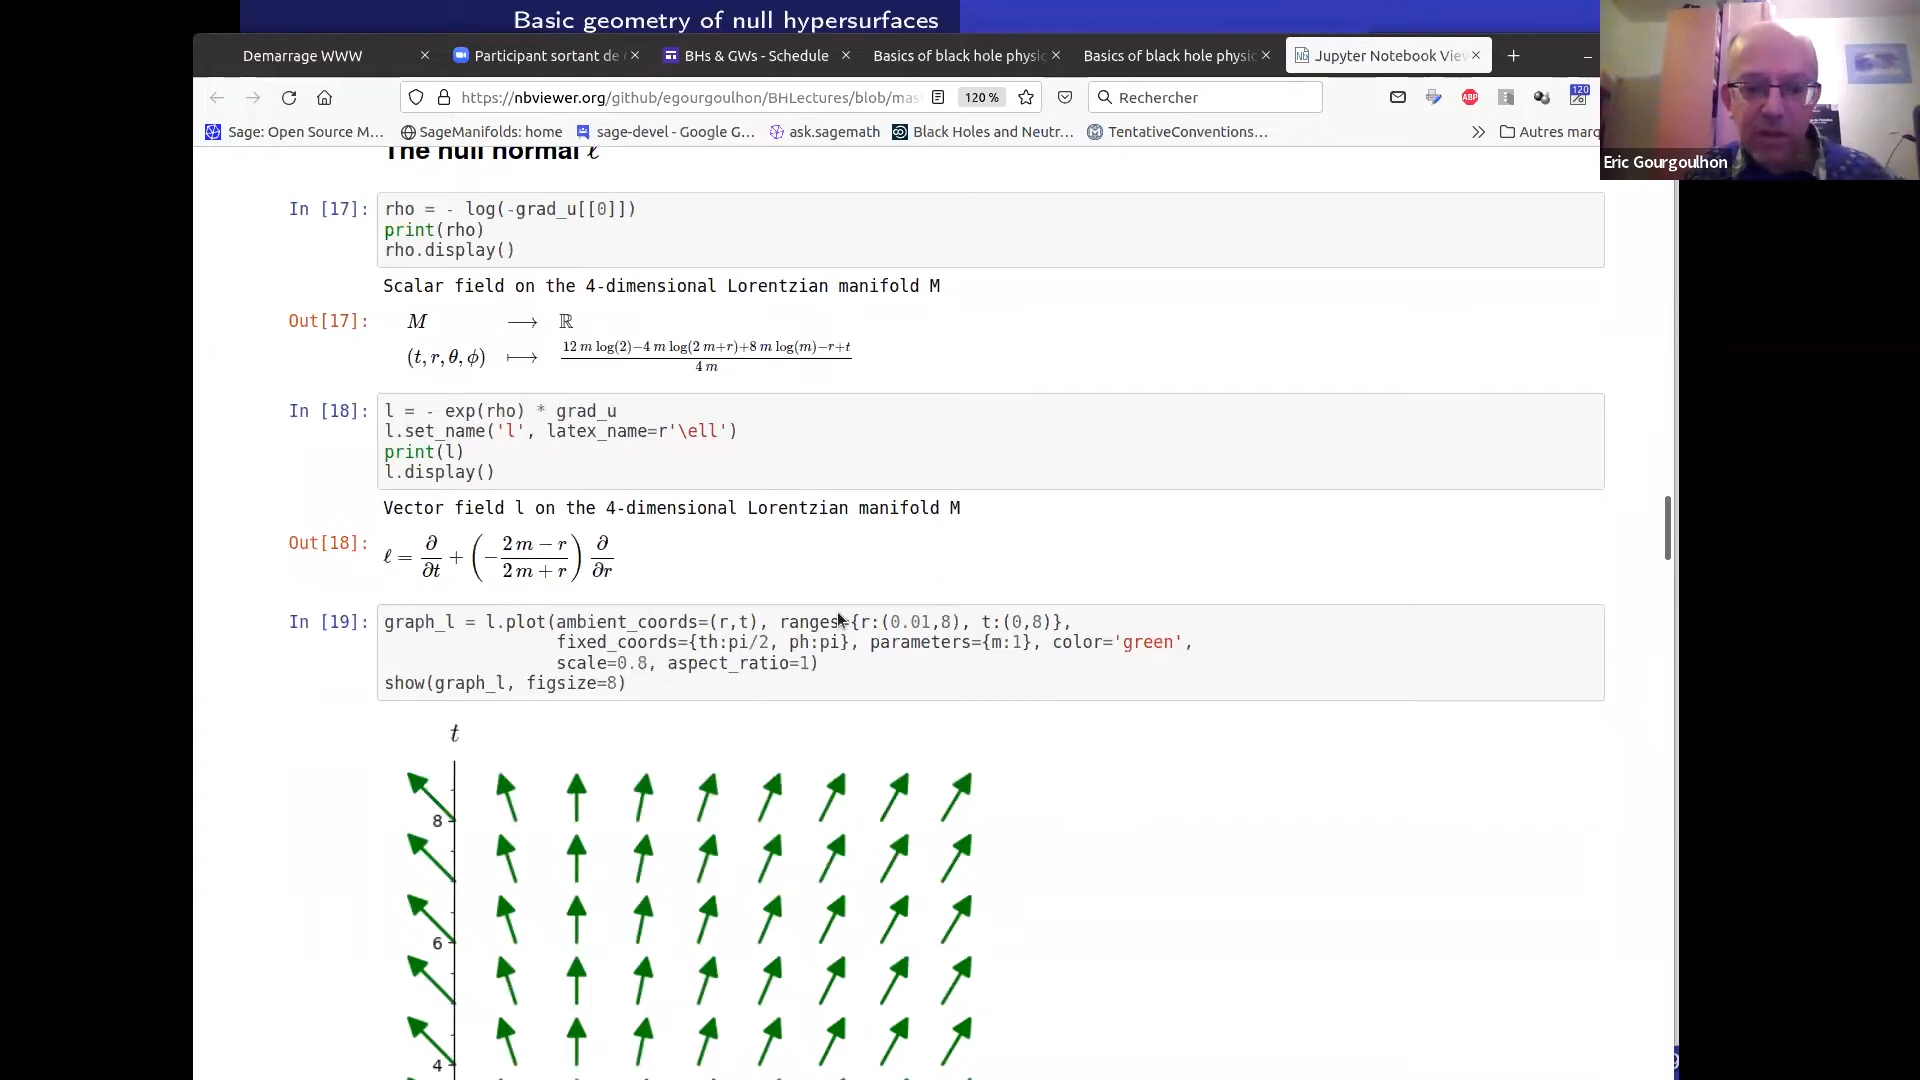 Basic geometry of null hypersurfaces
Demarrage WWW
Participant sortant de
BHs & GWs - Schedule
Basics of black hole physic
Basics of black hole physic
Jupyter Notebook View
https://nbviewer.org/github/egourgoulhon/BHLectures/blob/mas
120 %
Rechercher
ABP
120
Sage: Open Source M...
SageManifolds: home
sage-devel - Google G...
ask.sagemath
Black Holes and Neutr...
TentativeConventions...
Autres marq
Eric Gourgoulhon
The null normal ℓ
In [17]:
rho = - log(-grad_u[[0]])
print(rho)
rho.display()
Scalar field on the 4-dimensional Lorentzian manifold M
Out[17]:
M ⟶ ℝ
(t, r, θ, ϕ) ⟼ \frac{12 m log(2)−4 m log(2 m+r)+8 m log(m)−r+t}{4 m}
In [18]:
l = - exp(rho) * grad_u
l.set_name('l', latex_name=r'\ell')
print(l)
l.display()
Vector field l on the 4-dimensional Lorentzian manifold M
Out[18]:
ℓ = \frac{∂}{∂t} + (−\frac{2 m − r}{2 m + r}) \frac{∂}{∂r}
In [19]:
graph_l = l.plot(ambient_coords=(r,t), ranges={r:(0.01,8), t:(0,8)},
fixed_coords={th:pi/2, ph:pi}, parameters={m:1}, color='green',
scale=0.8, aspect_ratio=1)
show(graph_l, figsize=8)
t
8
6
4